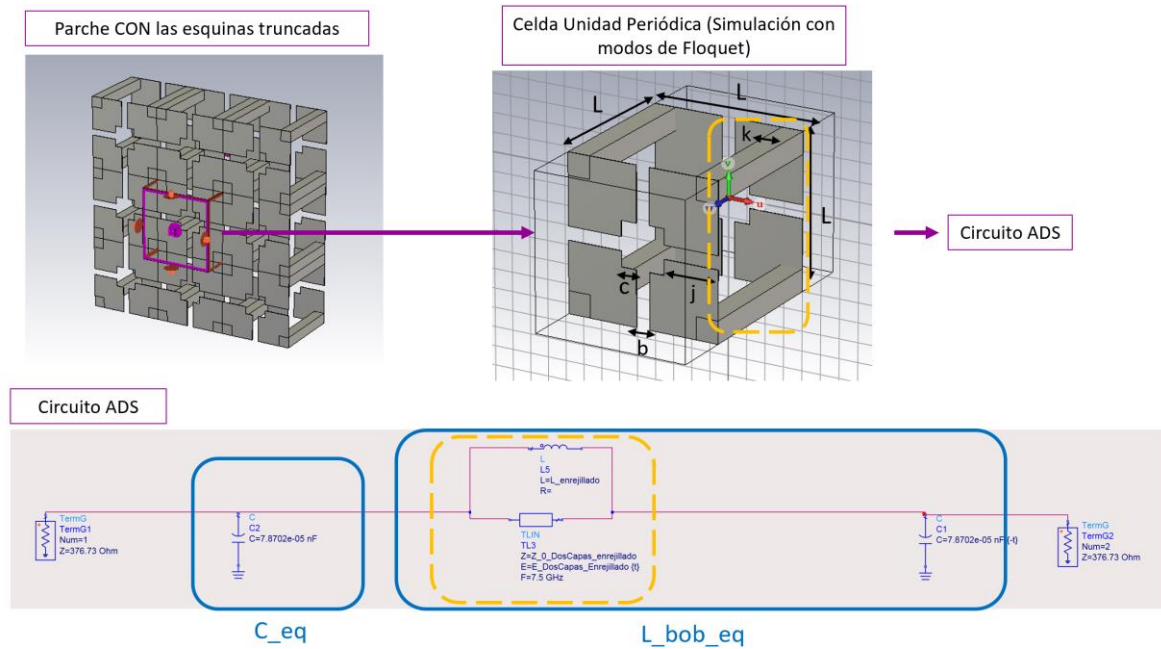 Parche CON las esquinas truncadas
Celda Unidad Periódica (Simulación con
modos de Floquet)
L
L
k
v
L
u
c
j
b
Circuito ADS
Circuito ADS
L
L5
L=L_enrejillado
R=
TermG
TermG1
Num=1
Z=376.73 Ohm
C
C2
C=7.8702e-05 nF
TLIN
TL3
Z=Z_0_DosCapas_enrejillado
E=E_DosCapas_Enrejillado {t}
F=7.5 GHz
C
C1
C=7.8702e-05 nF {-t}
TermG
TermG2
Num=2
Z=376.73 Ohm
C_eq
L_bob_eq